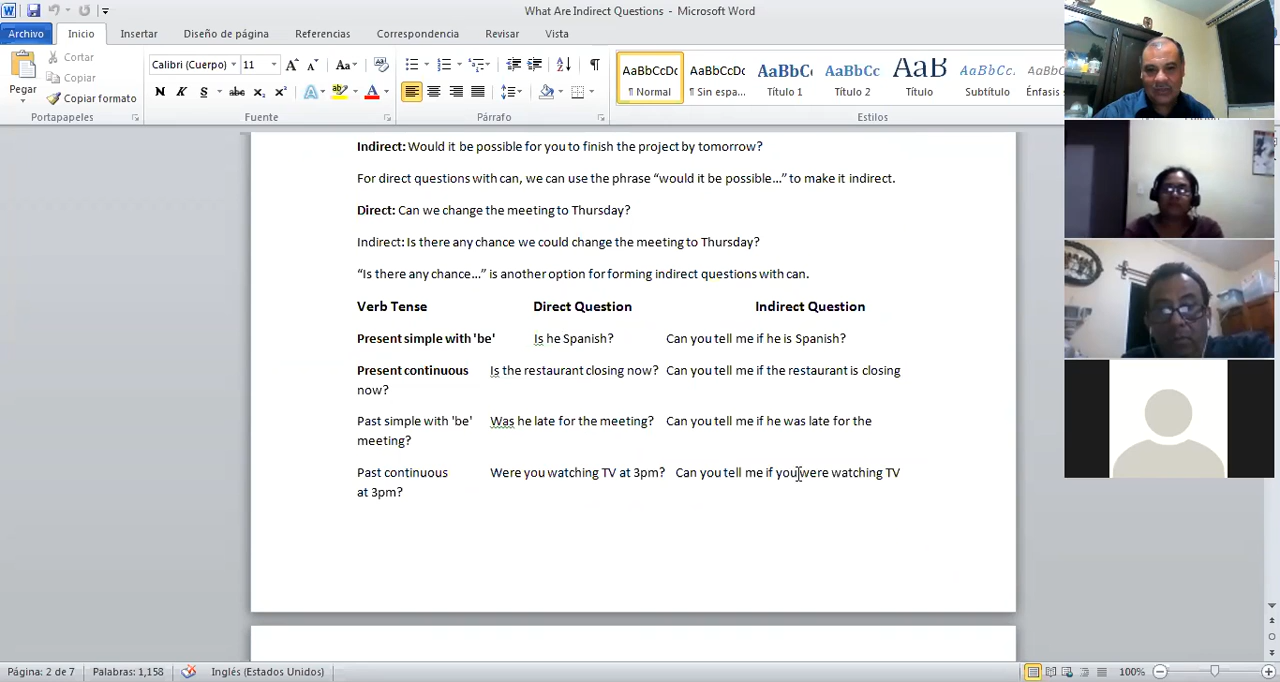 What Are Indirect Questions - Microsoft Word
Archivo Inicio Insertar Diseño de página Referencias Correspondencia Revisar Vista
Cortar
Copiar
Copiar formato
Pegar
Portapapeles
Calibri (Cuerpo) 11
Fuente
Párrafo
AaBbCcDc AaBbCcDc AaBbC( AaBbCc AaB AaBbCc. AaBbCc
¶ Normal ¶ Sin espa... Título 1 Título 2 Título Subtítulo Énfasis
Estilos
Indirect: Would it be possible for you to finish the project by tomorrow?
For direct questions with can, we can use the phrase “would it be possible...” to make it indirect.
Direct: Can we change the meeting to Thursday?
Indirect: Is there any chance we could change the meeting to Thursday?
“Is there any chance...” is another option for forming indirect questions with can.
Verb Tense Direct Question Indirect Question
Present simple with 'be' Is he Spanish? Can you tell me if he is Spanish?
Present continuous Is the restaurant closing now? Can you tell me if the restaurant is closing
now?
Past simple with 'be' Was he late for the meeting? Can you tell me if he was late for the
meeting?
Past continuous Were you watching TV at 3pm? Can you tell me if you were watching TV
at 3pm?
Página: 2 de 7 Palabras: 1,158 Inglés (Estados Unidos) 100%